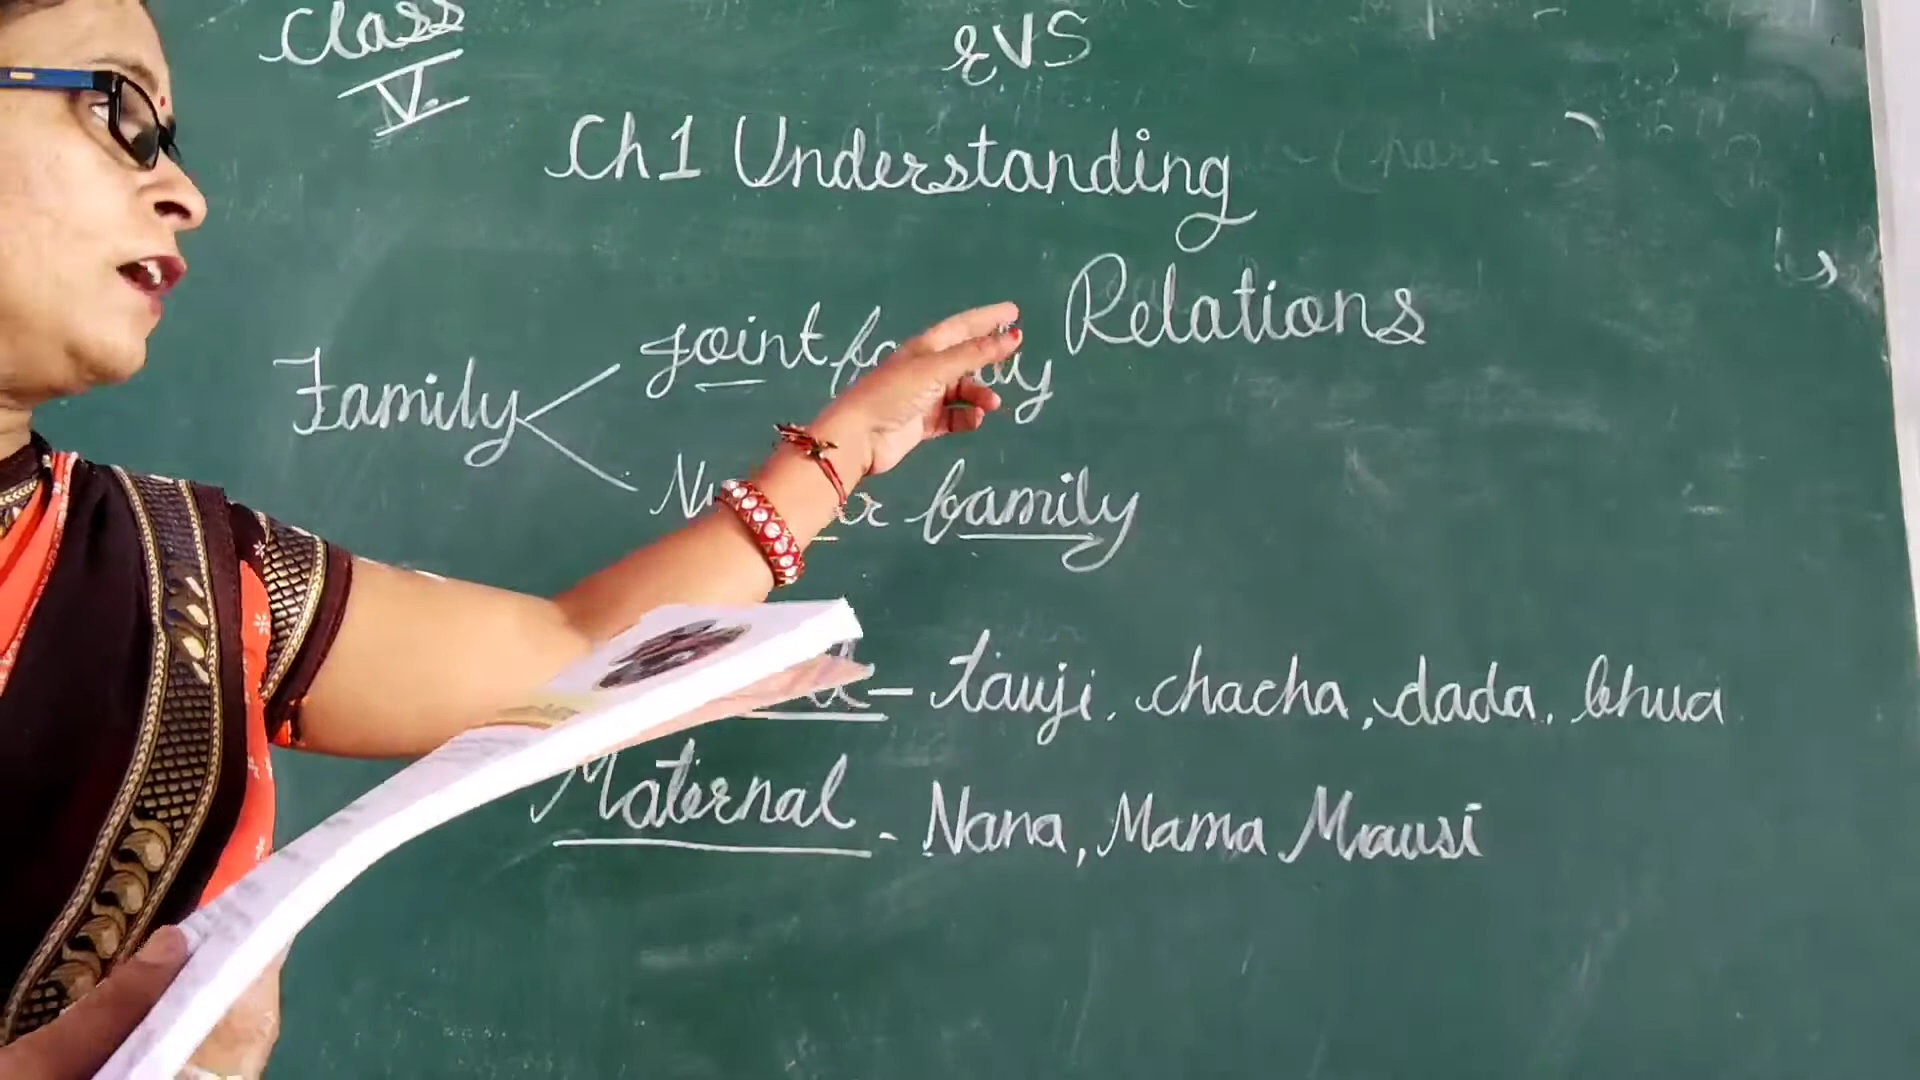 Class
V.
EVS
Ch1 Understanding
Relations
Joint
Family
family
tauji, chacha, dada, bhua
Maternal - Nana, Mama Mausi